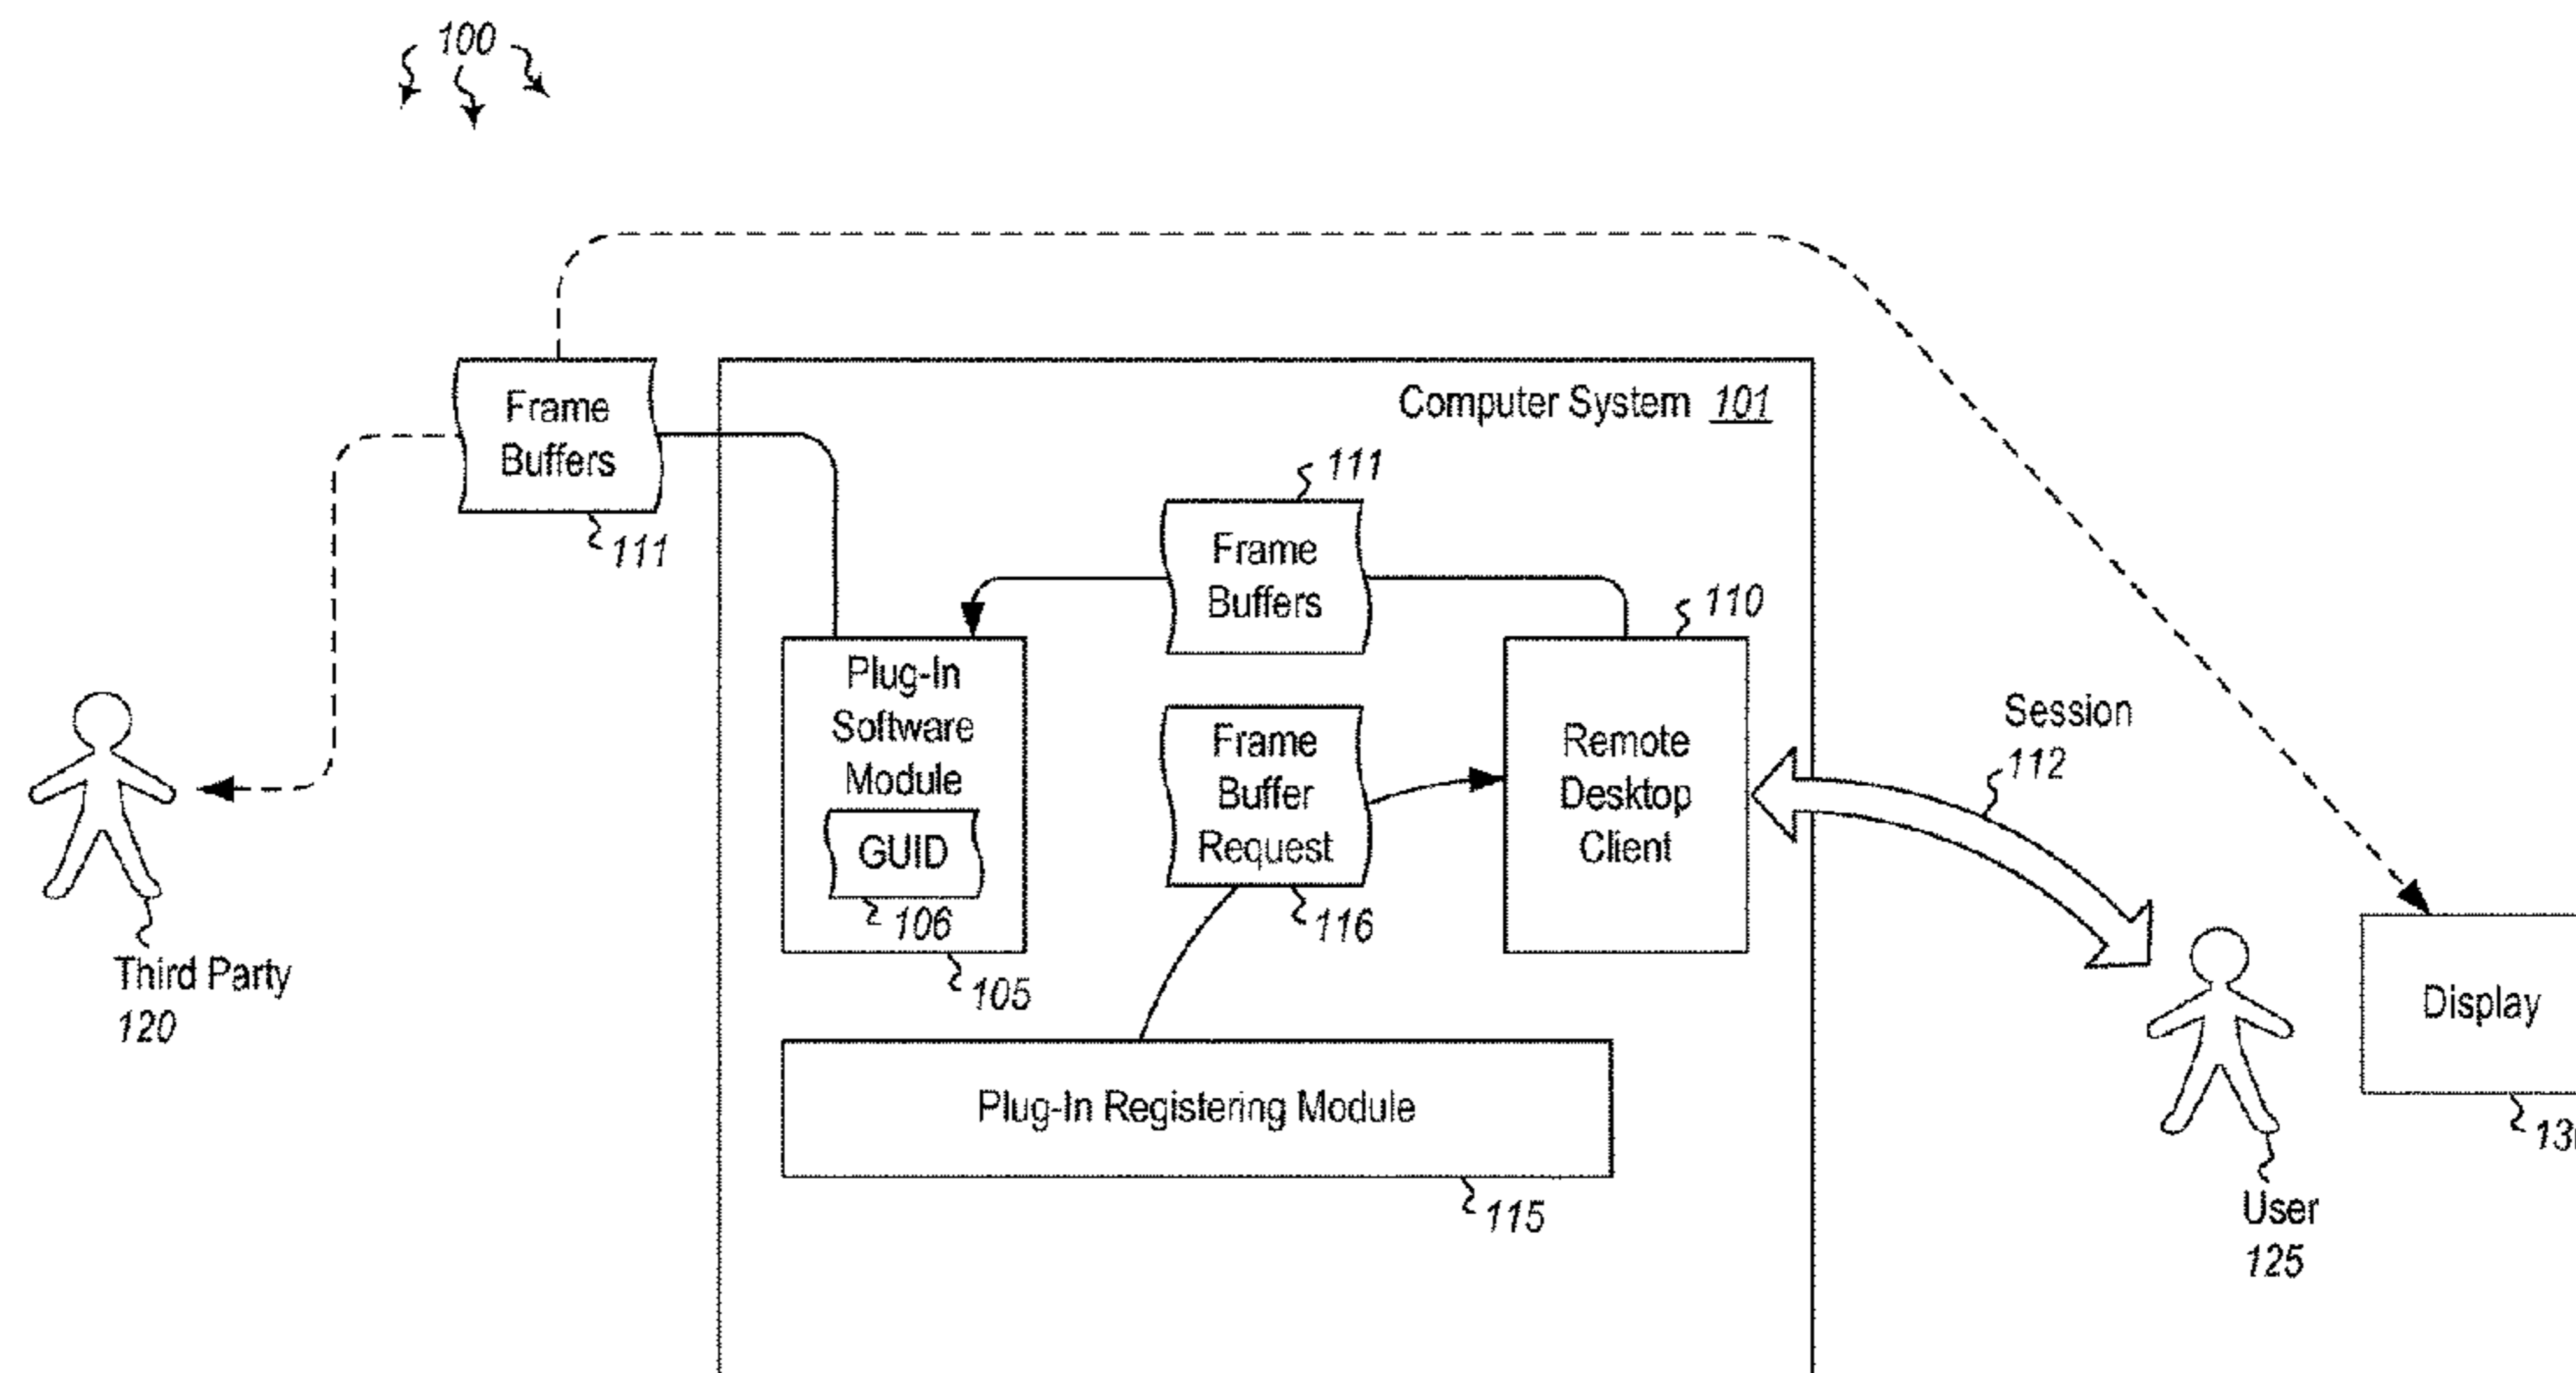 100
Frame
Buffers
111
Computer System 101
111
Frame
Buffers
110
Plug-In
Software
Module
GUID
106
105
Frame
Buffer
Request
116
Remote
Desktop
Client
Session
112
Third Party
120
Plug-In Registering Module
115
Display
User
125